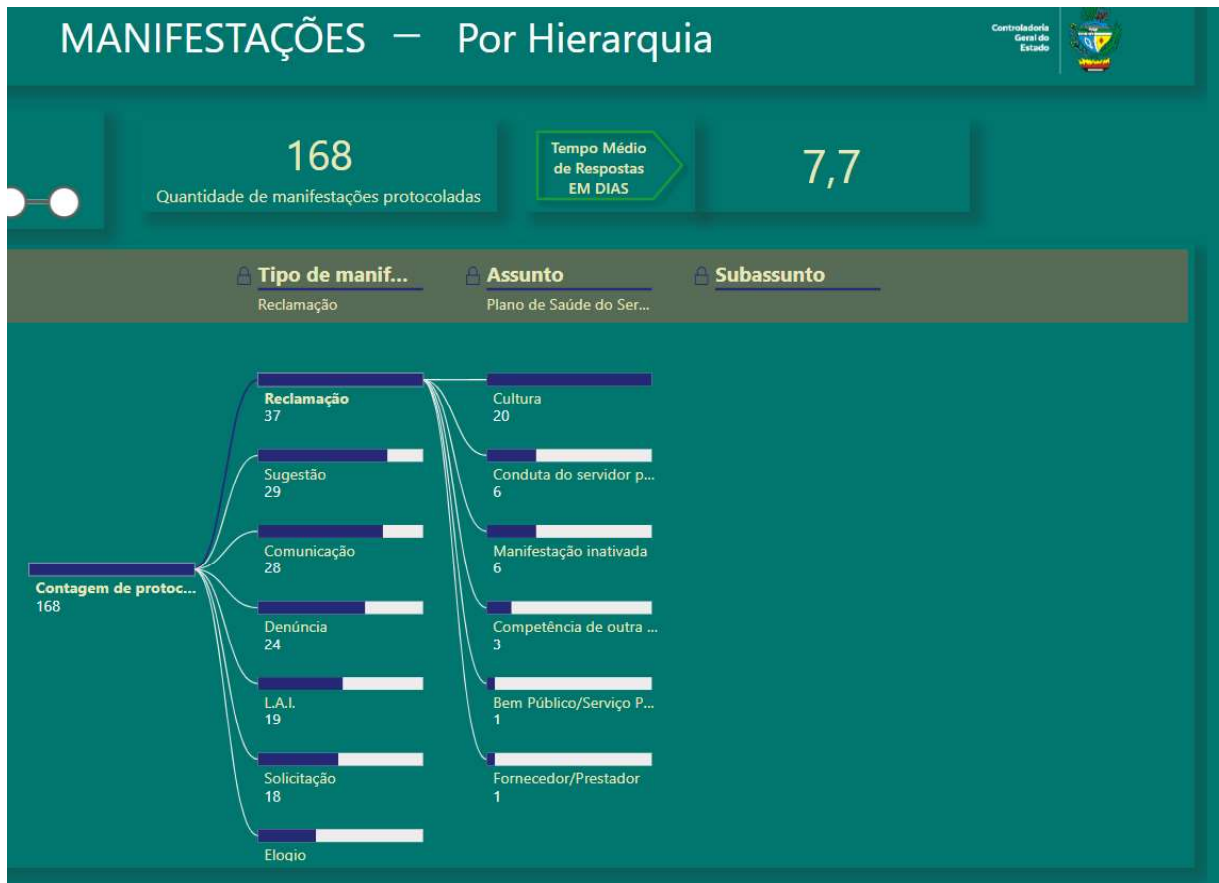 MANIFESTAÇÕES — Por Hierarquia
Controladoria
Geral do
Estado
168
Quantidade de manifestações protocoladas
Tempo Médio
de Respostas
EM DIAS
7,7
Tipo de manif...
Reclamação
Assunto
Plano de Saúde do Ser...
Subassunto
Contagem de protoc...
168
Reclamação
37
Sugestão
29
Comunicação
28
Denúncia
24
L.A.I.
19
Solicitação
18
Elogio
Cultura
20
Conduta do servidor p...
6
Manifestação inativada
6
Competência de outra ...
3
Bem Público/Serviço P...
1
Fornecedor/Prestador
1